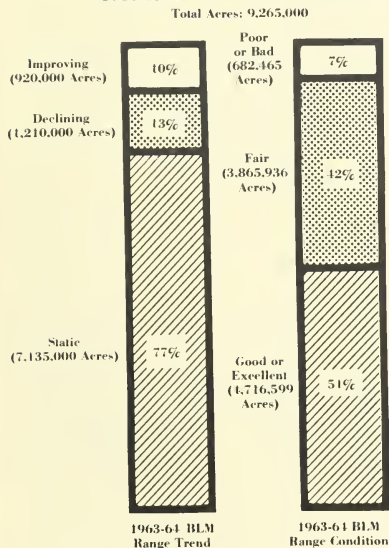 Total Acres: 9,265,000
Improving
(920,000 Acres)
10%
Declining
(1,210,000 Acres)
13%
Static
(7,135,000 Acres)
77%
1963-64 BLM
Range Trend
Poor
or Bad
(682,465
Acres)
7%
Fair
(3,865,936
Acres)
42%
Good or
Excellent
(4,716,599
Acres)
51%
1963-64 BLM
Range Condition